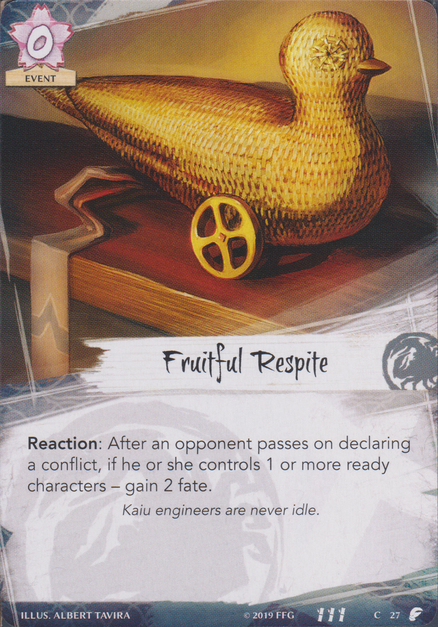 0
EVENT
Fruitful Respite
Reaction: After an opponent passes on declaring
a conflict, if he or she controls 1 or more ready
characters – gain 2 fate.
Kaiu engineers are never idle.
ILLUS. ALBERT TAVIRA © 2019 FFG C 27